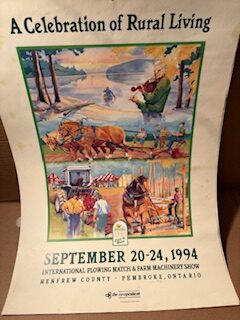 A Celebration of Rural Living
SEPTEMBER 20-24, 1994
INTERNATIONAL PLOWING MATCH & FARM MACHINERY SHOW
RENFREW COUNTY - PEMBROKE, ONTARIO